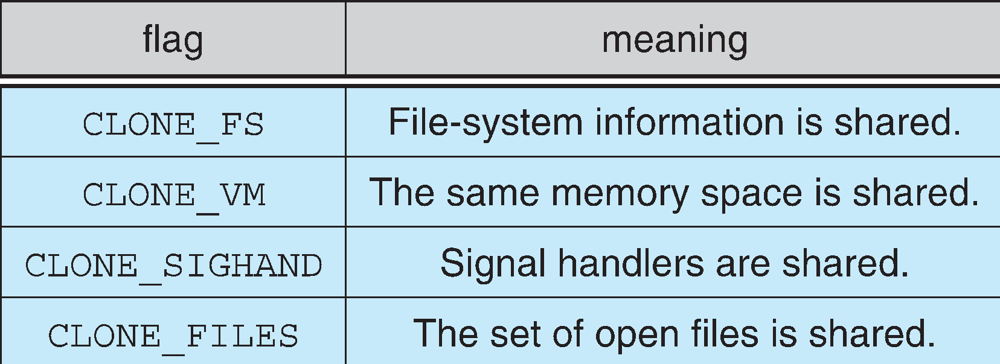 flag meaning
CLONE_FS File-system information is shared.
CLONE_VM The same memory space is shared.
CLONE_SIGHAND Signal handlers are shared.
CLONE_FILES The set of open files is shared.